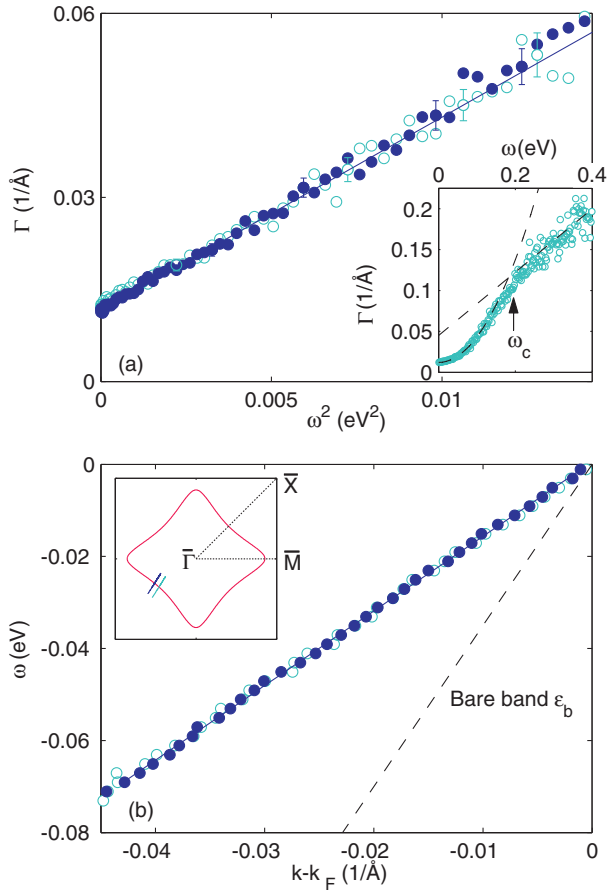 0.06
0.03
0
Γ (1/Å)
(a)
0
0.005
0.01
ω² (eV²)
ω(eV)
0
0.2
0.4
0.2
0.15
0.1
0.05
0
Γ(1/Å)
ω_c
0
-0.02
-0.04
-0.06
-0.08
ω (eV)
X̅
Γ̅
M̅
Bare band ε_b
(b)
-0.04
-0.03
-0.02
-0.01
0
k-k_F (1/Å)